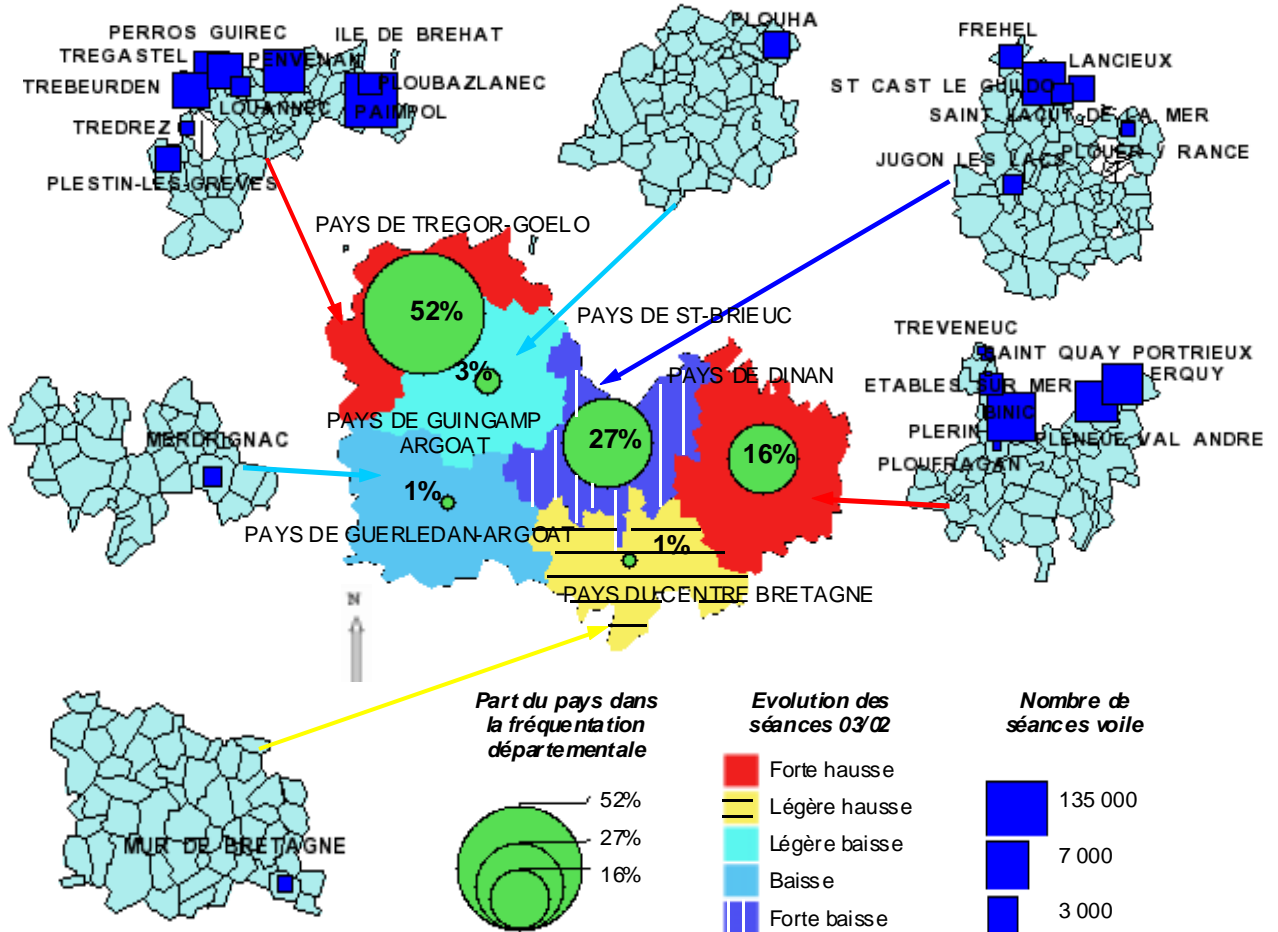 PERROS GUIREC
ILE DE BREHAT
TREGASTEL
PENVENAN
TREBEURDEN
PLOUBAZLANEC
LOUANNEC
PAIMPOL
TREDREZ
PLESTIN-LES-GREVES
PLOUHA
FREHEL
LANCIEUX
ST CAST LE GUILDO
SAINT JACUT DE LA MER
JUGON LES LACS
PLOUER / RANCE
PAYS DE TREGOR-GOELO
52%
PAYS DE ST-BRIEUC
3%
PAYS DE DINAN
PAYS DE GUINGAMP
ARGOAT
27%
16%
1%
PAYS DE GUERLEDAN-ARGOAT
1%
PAYS DU CENTRE BRETAGNE
MERDRIGNAC
TREVENEUC
SAINT QUAY PORTRIEUX
ERQUY
ETABLES SUR MER
BINIC
PLERIN
PLENEUF VAL ANDRE
PLOUFRAGAN
N
MUR DE BRETAGNE
Part du pays dans
la fréquentation
départementale
52%
27%
16%
Evolution des
séances 03/02
Forte hausse
Légère hausse
Légère baisse
Baisse
Forte baisse
Nombre de
séances voile
135 000
7 000
3 000